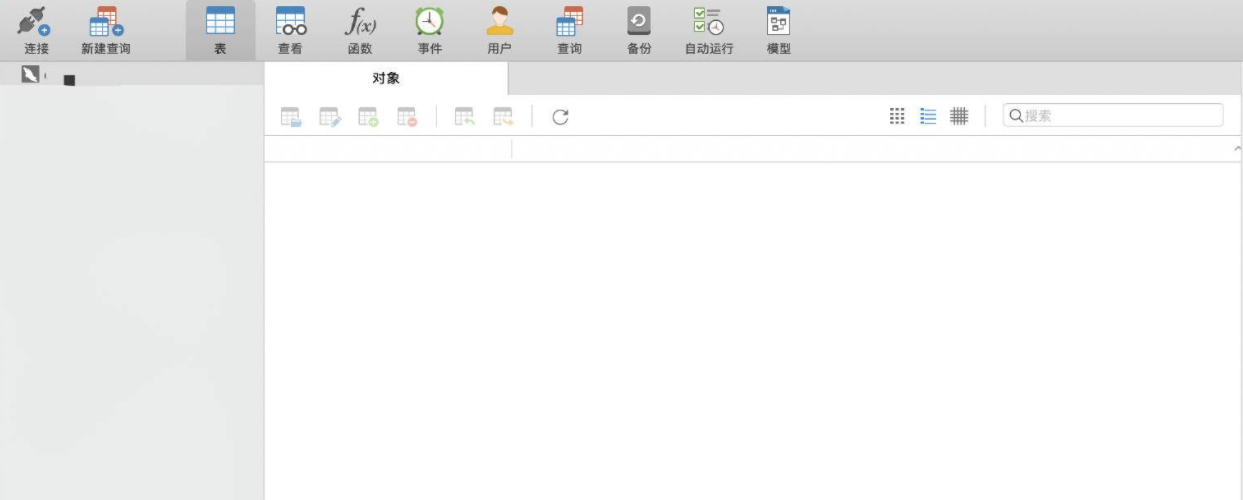 连接 新建查询 表 查看 f(x) 函数 事件 用户 查询 备份 自动运行 模型
对象
搜索